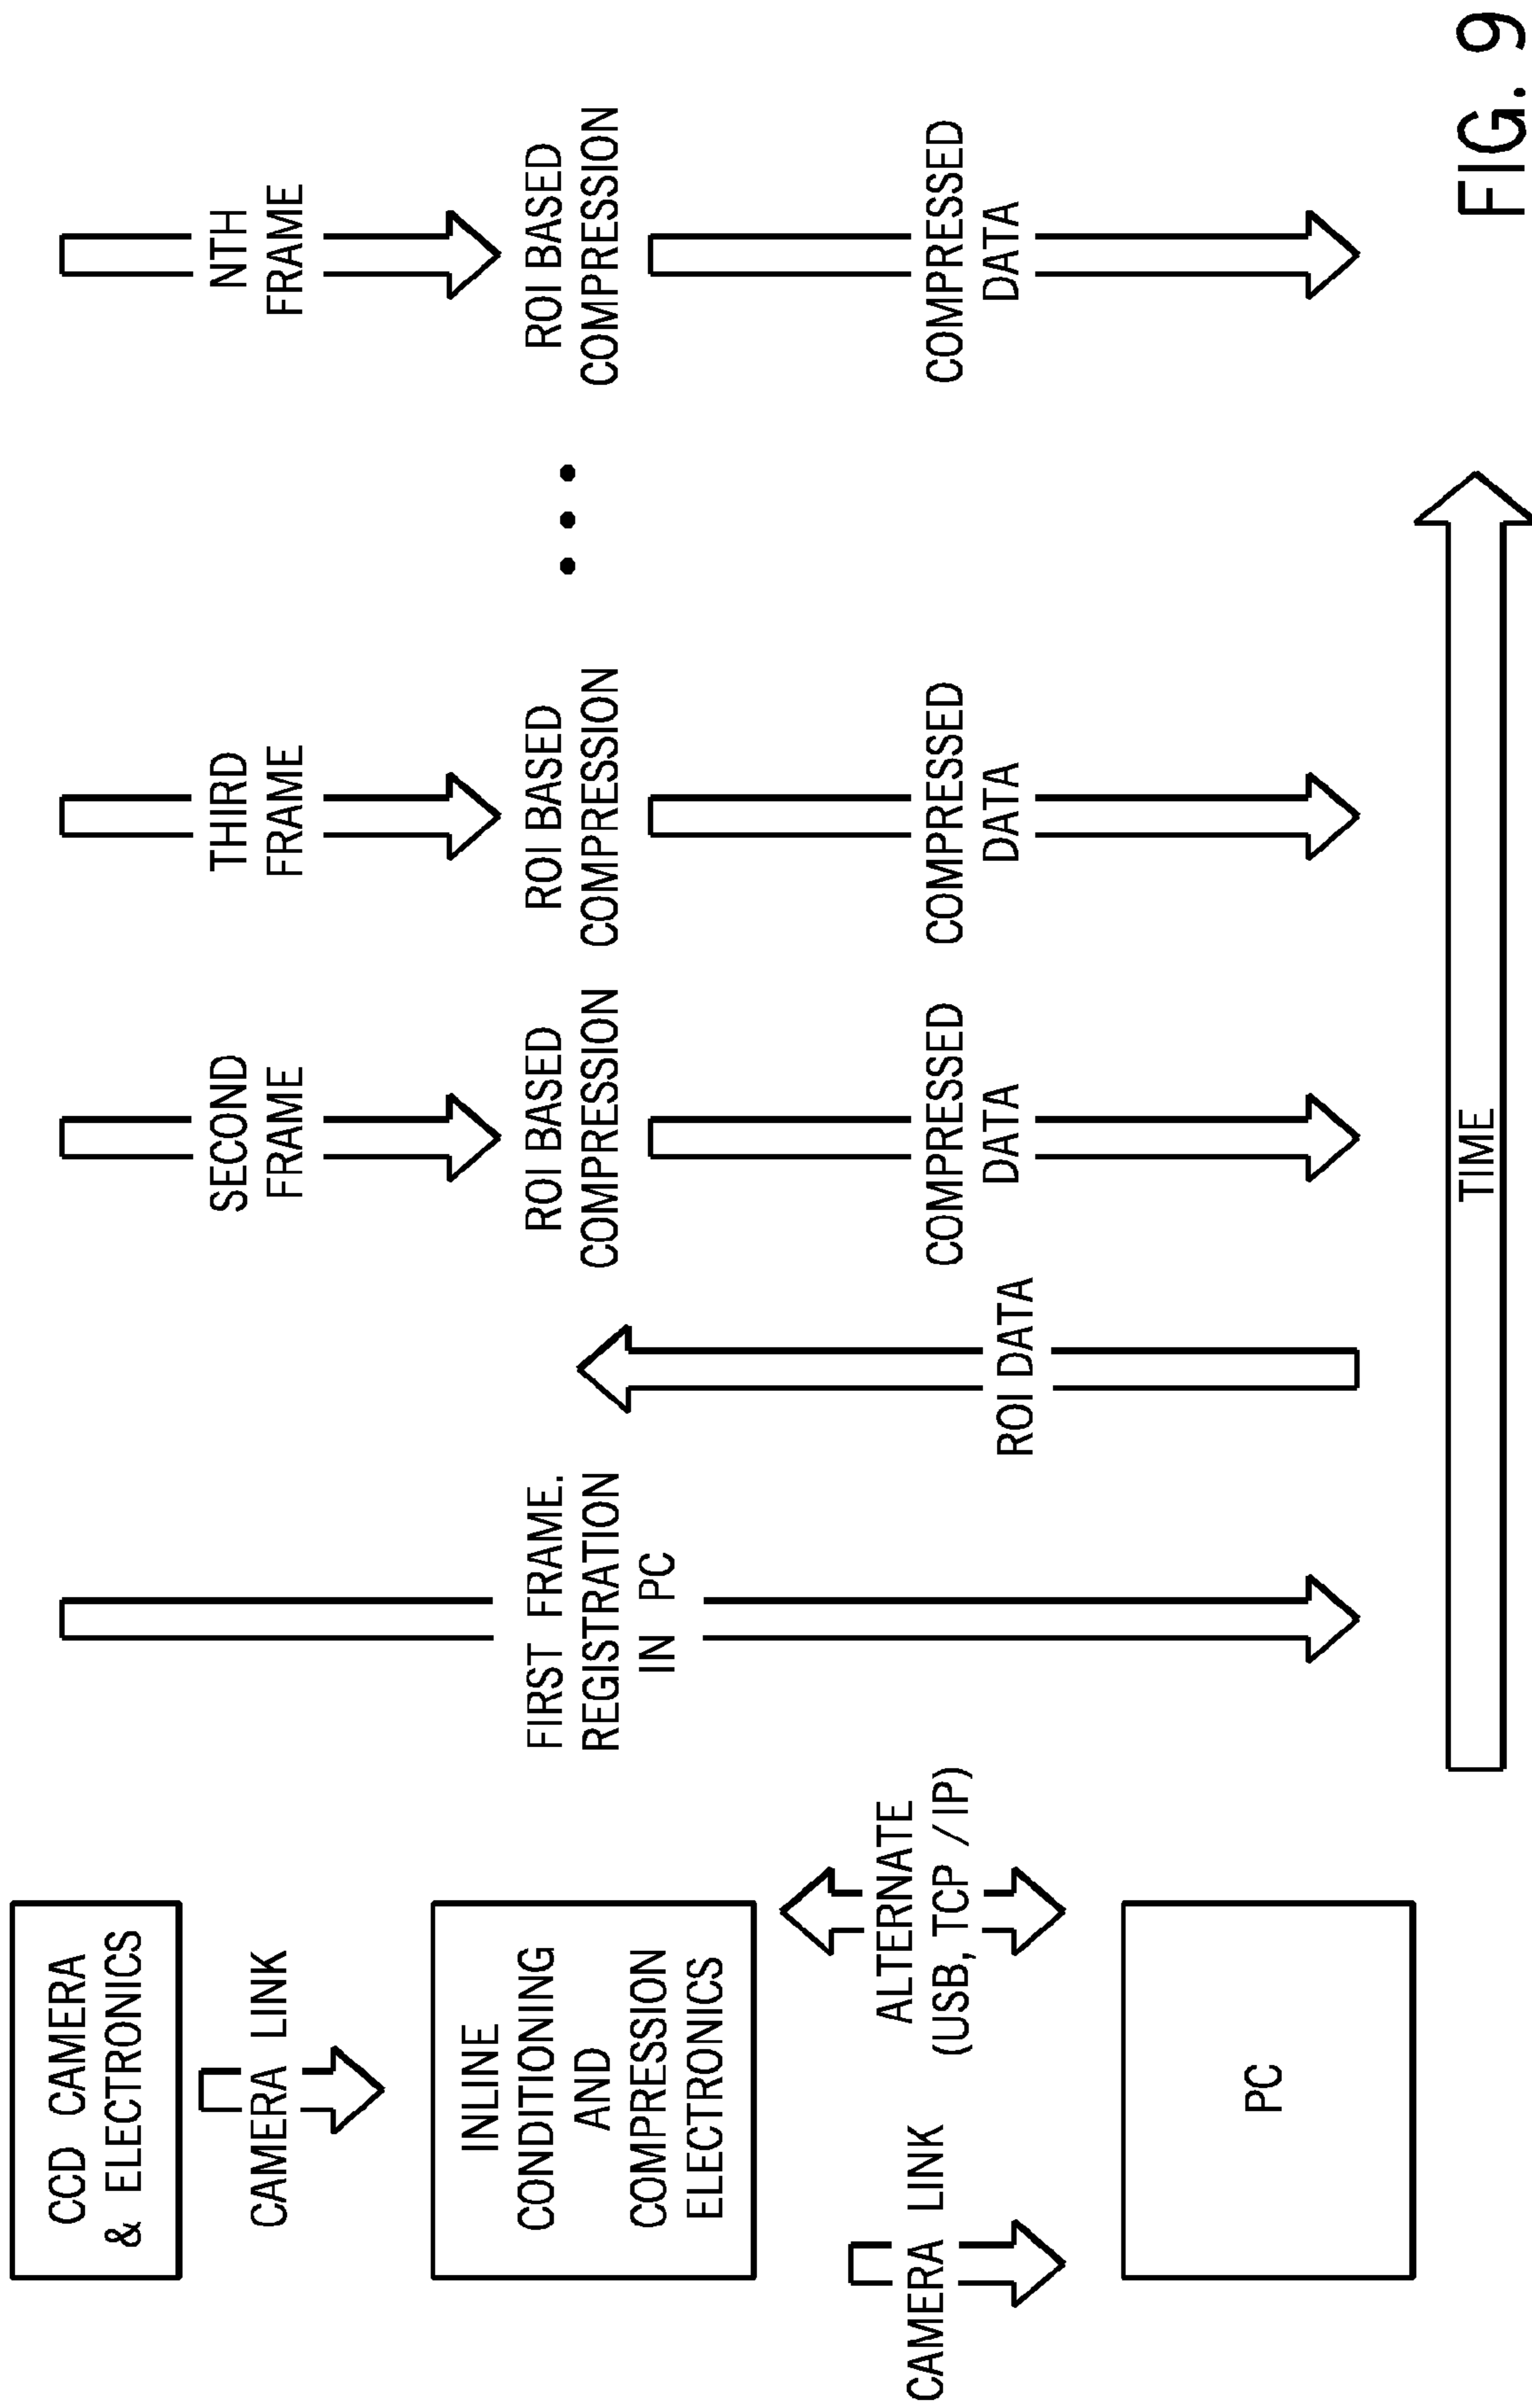 CCD CAMERA
& ELECTRONICS
CAMERA LINK
INLINE
CONDITIONING
AND
COMPRESSION
ELECTRONICS
CAMERA LINK
ALTERNATE
(USB, TCP /IP)
PC
FIRST FRAME.
REGISTRATION
IN PC
ROI DATA
SECOND
FRAME
ROI BASED
COMPRESSION
COMPRESSED
DATA
THIRD
FRAME
ROI BASED
COMPRESSION
COMPRESSED
DATA
NTH
FRAME
ROI BASED
COMPRESSION
COMPRESSED
DATA
TIME
FIG. 9